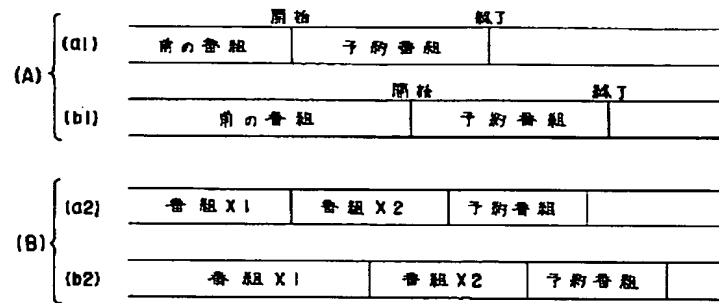 開始 終了
(A) (a1) 前の番組 予約番組
開始 終了
(b1) 前の番組 予約番組
(B) (a2) 番組X1 番組X2 予約番組
(b2) 番組X1 番組X2 予約番組